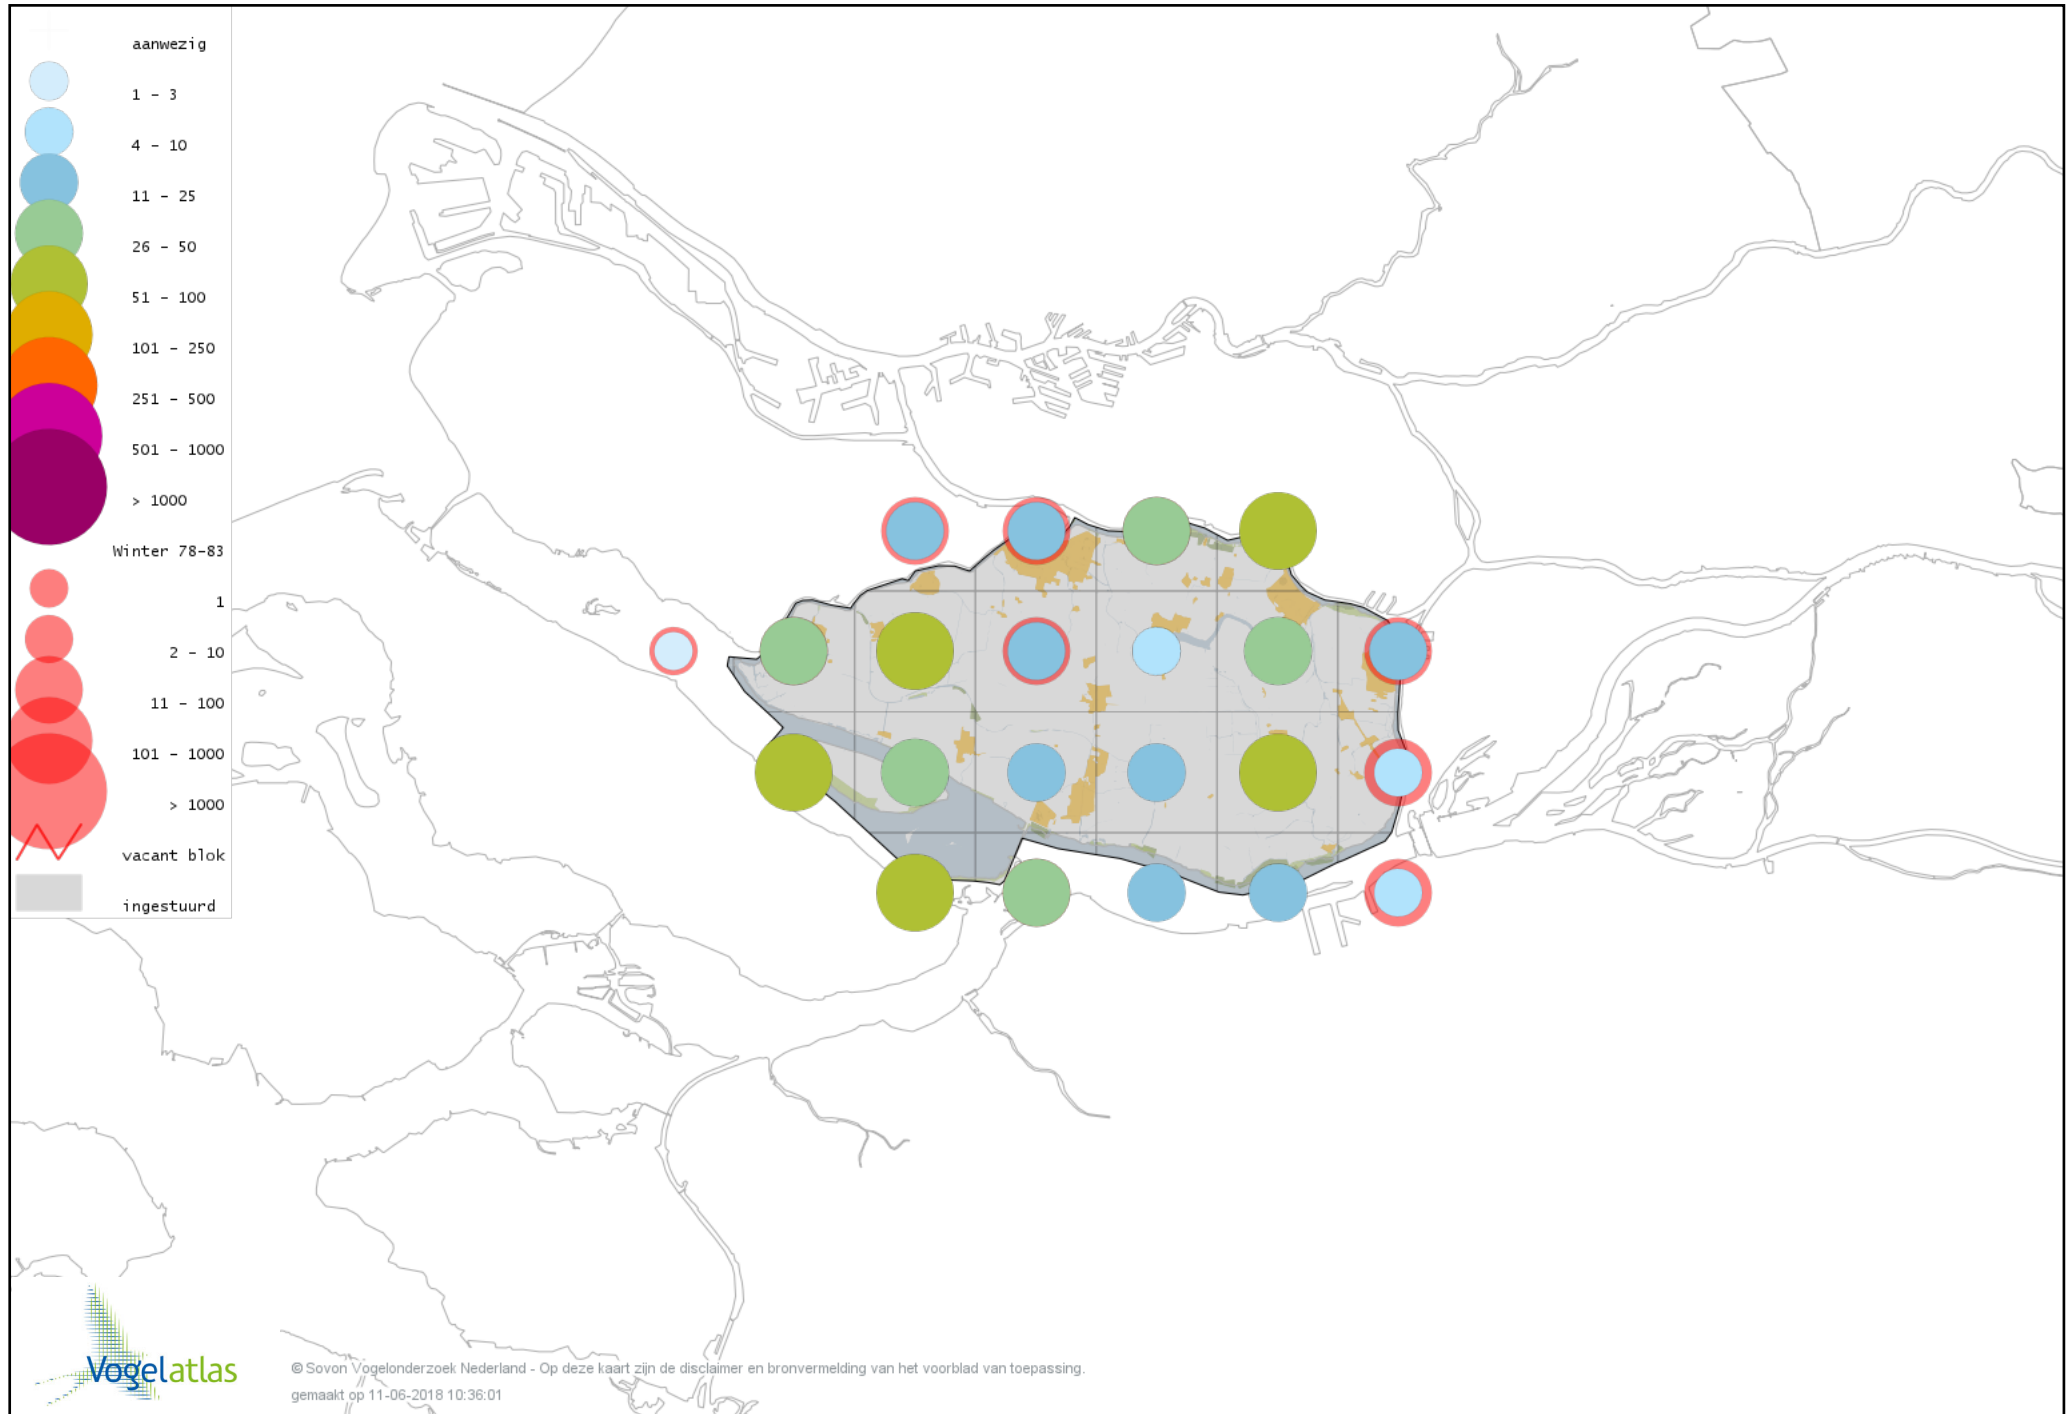 aanwezig
1 - 3
4 - 10
11 - 25
26 - 50
51 - 100
101 - 250
251 - 500
501 - 1000
> 1000
Winter 78-83
1
2 - 10
11 - 100
101 - 1000
> 1000
vacant blok
ingestuurd
Vogelatlas
© Sovon Vogelonderzoek Nederland - Op deze kaart zijn de disclaimer en bronvermelding van het voorblad van toepassing.
gemaakt op 11-06-2018 10:36:01